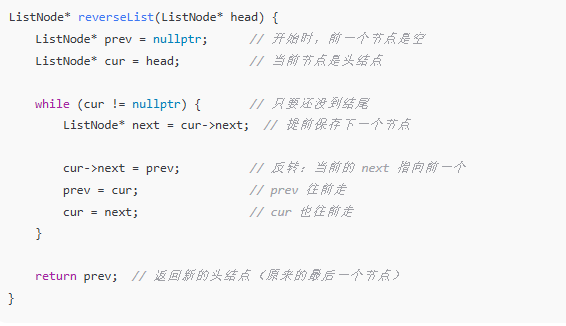 ListNode* reverseList(ListNode* head) {
    ListNode* prev = nullptr;      // 开始时，前一个节点是空
    ListNode* cur = head;          // 当前节点是头结点

    while (cur != nullptr) {       // 只要还没到结尾
        ListNode* next = cur->next;  // 提前保存下一个节点

        cur->next = prev;          // 反转：当前的 next 指向前一个
        prev = cur;                // prev 往前走
        cur = next;                // cur 也往前走
    }

    return prev;  // 返回新的头结点（原来的最后一个节点）
}